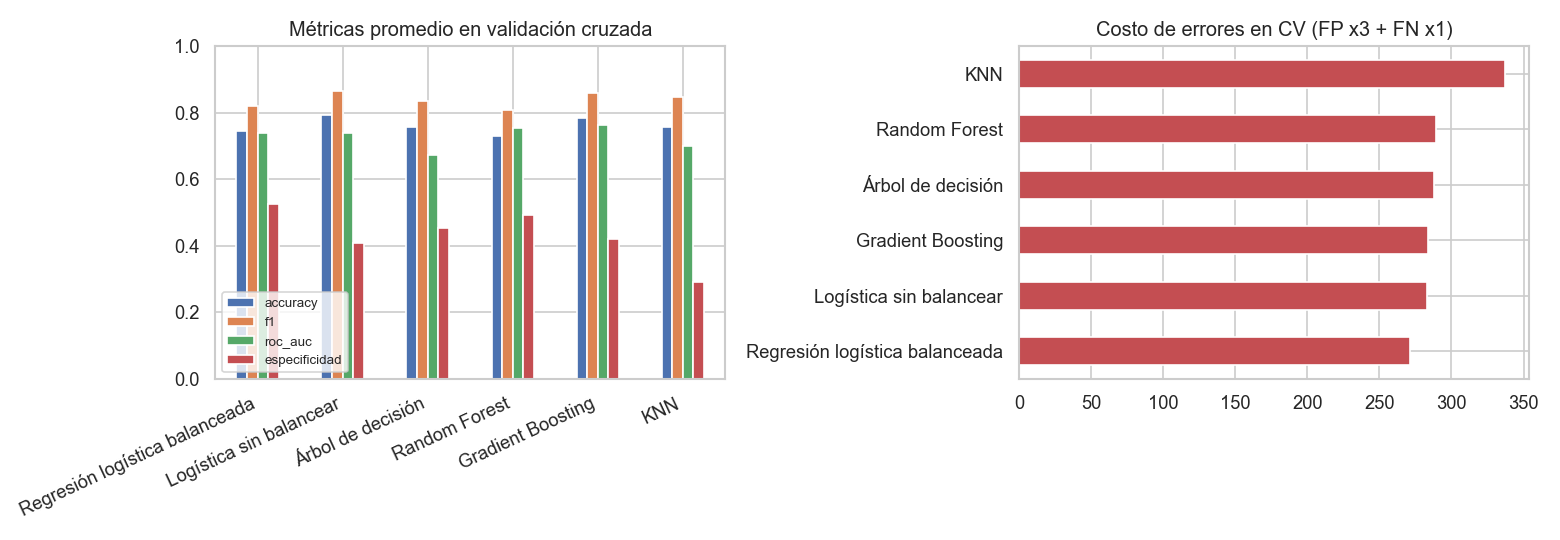 Métricas promedio en validación cruzada
1.0
0.8
0.6
0.4
0.2
0.0
accuracy
f1
roc_auc
especificidad
Regresión logística balanceada
Logística sin balancear
Árbol de decisión
Random Forest
Gradient Boosting
KNN
Costo de errores en CV (FP x3 + FN x1)
KNN
Random Forest
Árbol de decisión
Gradient Boosting
Logística sin balancear
Regresión logística balanceada
0 50 100 150 200 250 300 350